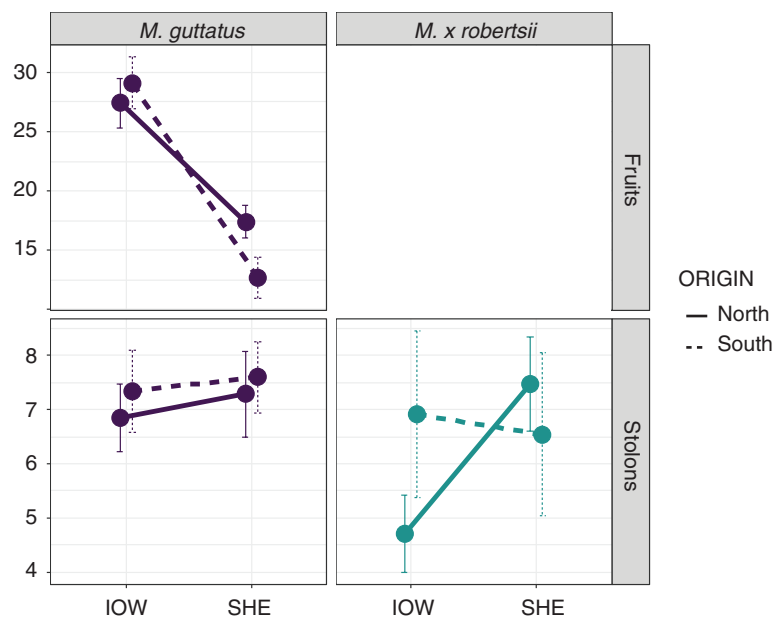 M. guttatus
M. x robertsii
30
25
20
15
Fruits
8
7
6
5
4
Stolons
IOW
SHE
IOW
SHE
ORIGIN
North
South